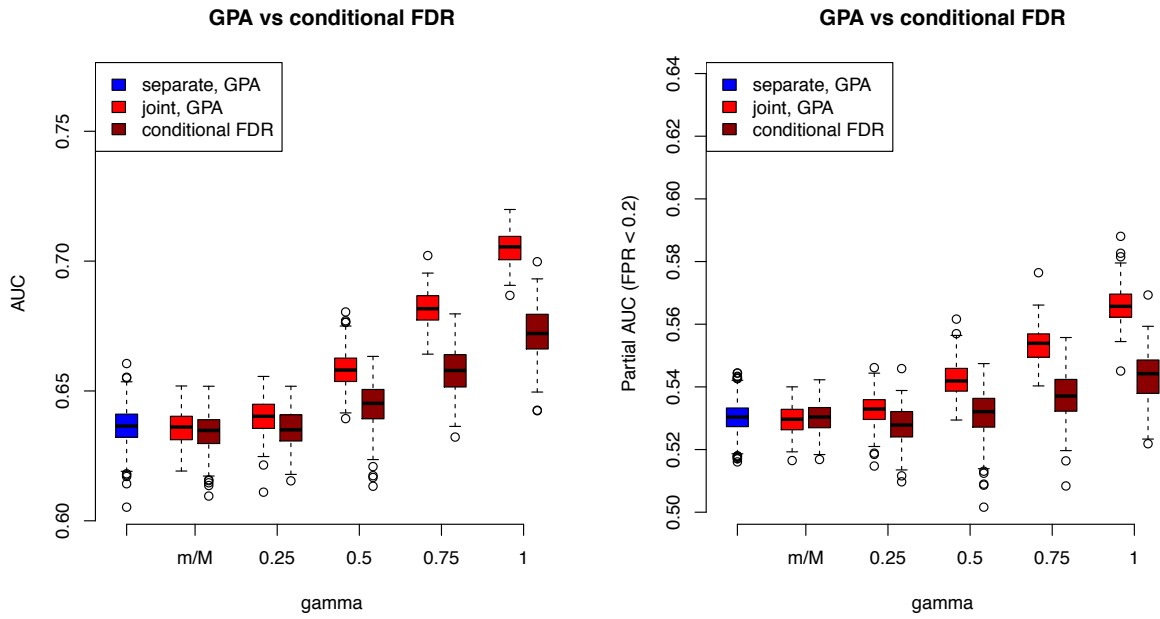 GPA vs conditional FDR
separate, GPA
joint, GPA
conditional FDR
AUC
0.75
0.70
0.65
0.60
m/M 0.25 0.5 0.75 1
gamma
GPA vs conditional FDR
separate, GPA
joint, GPA
conditional FDR
Partial AUC (FPR < 0.2)
0.64
0.62
0.60
0.58
0.56
0.54
0.52
0.50
m/M 0.25 0.5 0.75 1
gamma